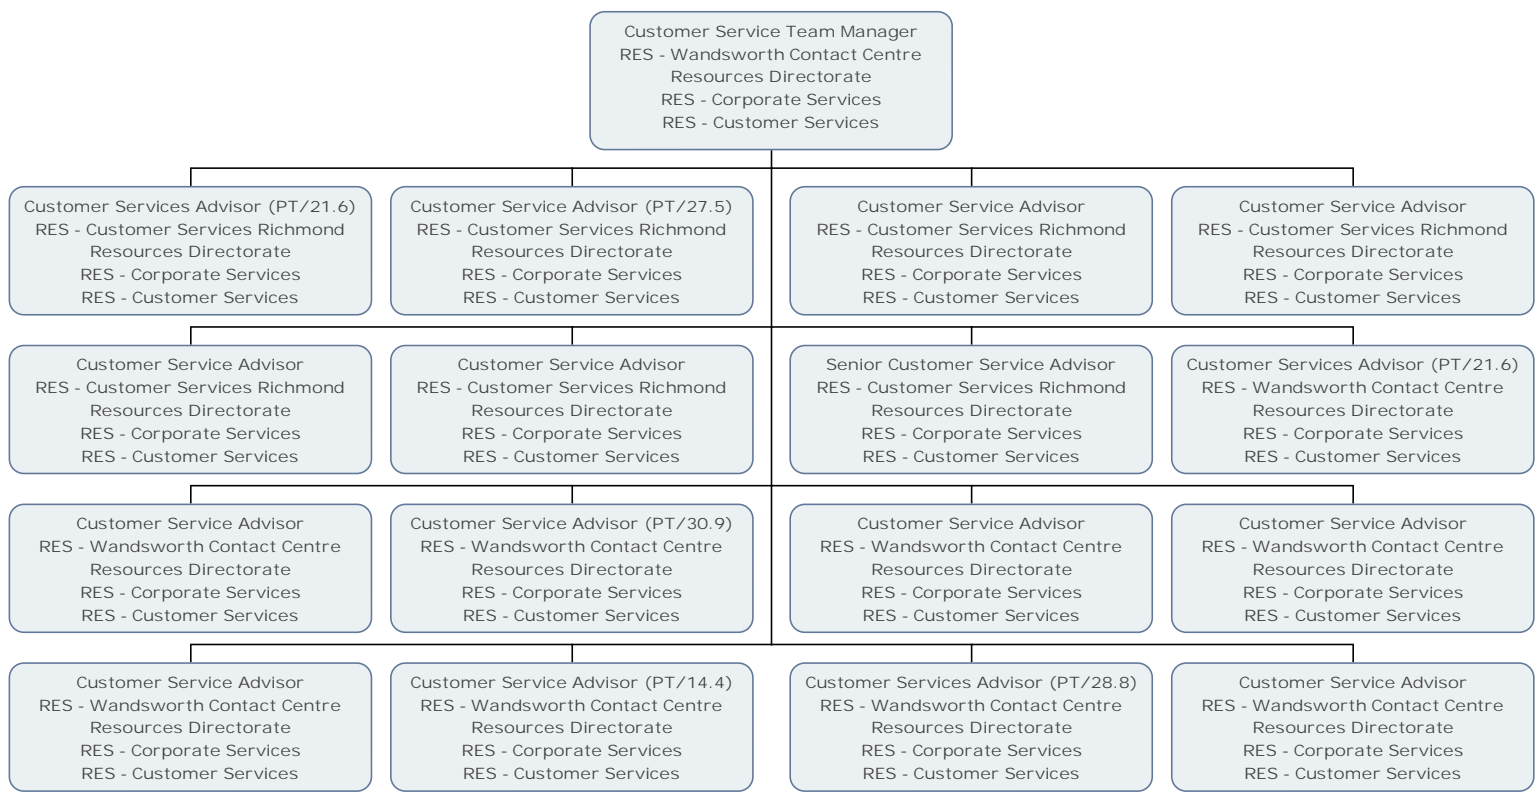 Customer Service Team Manager
RES - Wandsworth Contact Centre
Resources Directorate
RES - Corporate Services
RES - Customer Services
Customer Services Advisor (PT/21.6)
RES - Customer Services Richmond
Resources Directorate
RES - Corporate Services
RES - Customer Services
Customer Service Advisor (PT/27.5)
RES - Customer Services Richmond
Resources Directorate
RES - Corporate Services
RES - Customer Services
Customer Service Advisor
RES - Customer Services Richmond
Resources Directorate
RES - Corporate Services
RES - Customer Services
Customer Service Advisor
RES - Customer Services Richmond
Resources Directorate
RES - Corporate Services
RES - Customer Services
Customer Service Advisor
RES - Customer Services Richmond
Resources Directorate
RES - Corporate Services
RES - Customer Services
Customer Service Advisor
RES - Customer Services Richmond
Resources Directorate
RES - Corporate Services
RES - Customer Services
Senior Customer Service Advisor
RES - Customer Services Richmond
Resources Directorate
RES - Corporate Services
RES - Customer Services
Customer Services Advisor (PT/21.6)
RES - Wandsworth Contact Centre
Resources Directorate
RES - Corporate Services
RES - Customer Services
Customer Service Advisor
RES - Wandsworth Contact Centre
Resources Directorate
RES - Corporate Services
RES - Customer Services
Customer Service Advisor (PT/30.9)
RES - Wandsworth Contact Centre
Resources Directorate
RES - Corporate Services
RES - Customer Services
Customer Service Advisor
RES - Wandsworth Contact Centre
Resources Directorate
RES - Corporate Services
RES - Customer Services
Customer Service Advisor
RES - Wandsworth Contact Centre
Resources Directorate
RES - Corporate Services
RES - Customer Services
Customer Service Advisor
RES - Wandsworth Contact Centre
Resources Directorate
RES - Corporate Services
RES - Customer Services
Customer Service Advisor (PT/14.4)
RES - Wandsworth Contact Centre
Resources Directorate
RES - Corporate Services
RES - Customer Services
Customer Services Advisor (PT/28.8)
RES - Wandsworth Contact Centre
Resources Directorate
RES - Corporate Services
RES - Customer Services
Customer Service Advisor
RES - Wandsworth Contact Centre
Resources Directorate
RES - Corporate Services
RES - Customer Services